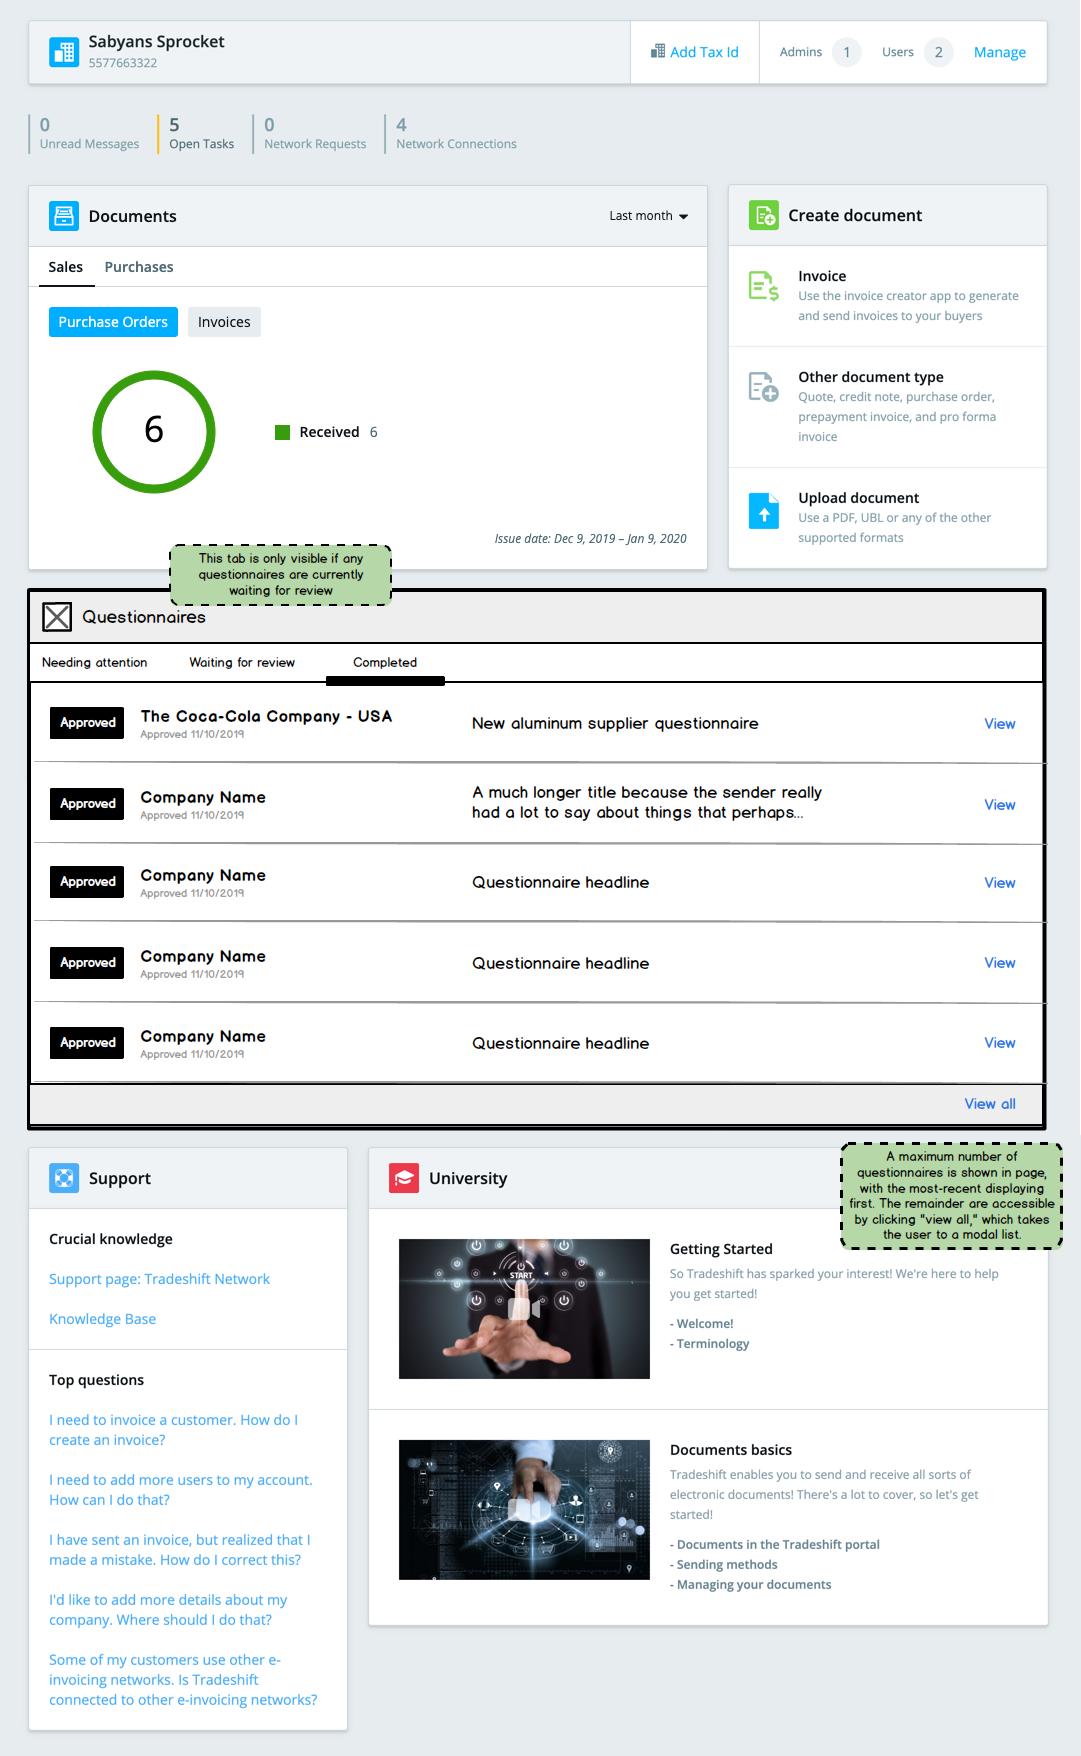 Sabyans Sprocket
5577663322
Add Tax Id
Admins 1 Users 2 Manage
0
Unread Messages
5
Open Tasks
0
Network Requests
4
Network Connections
Documents
Last month
Sales Purchases
Purchase Orders Invoices
6
Received 6
Issue date: Dec 9, 2019 – Jan 9, 2020
Create document
Invoice
Use the invoice creator app to generate
and send invoices to your buyers
Other document type
Quote, credit note, purchase order,
prepayment invoice, and pro forma
invoice
Upload document
Use a PDF, UBL or any of the other
supported formats
This tab is only visible if any
questionnaires are currently
waiting for review
Questionnaires
Needing attention Waiting for review Completed
Approved
The Coca-Cola Company - USA
Approved 11/10/2019
New aluminum supplier questionnaire
View
Approved
Company Name
Approved 11/10/2019
A much longer title because the sender really
had a lot to say about things that perhaps...
View
Approved
Company Name
Approved 11/10/2019
Questionnaire headline
View
Approved
Company Name
Approved 11/10/2019
Questionnaire headline
View
Approved
Company Name
Approved 11/10/2019
Questionnaire headline
View
View all
A maximum number of
questionnaires is shown in page,
with the most-recent displaying
first. The remainder are accessible
by clicking "view all," which takes
the user to a modal list.
Support
Crucial knowledge
Support page: Tradeshift Network
Knowledge Base
Top questions
I need to invoice a customer. How do I
create an invoice?
I need to add more users to my account.
How can I do that?
I have sent an invoice, but realized that I
made a mistake. How do I correct this?
I'd like to add more details about my
company. Where should I do that?
Some of my customers use other e-
invoicing networks. Is Tradeshift
connected to other e-invoicing networks?
University
START
Getting Started
So Tradeshift has sparked your interest! We're here to help
you get started!
- Welcome!
- Terminology
Documents basics
Tradeshift enables you to send and receive all sorts of
electronic documents! There's a lot to cover, so let's get
started!
- Documents in the Tradeshift portal
- Sending methods
- Managing your documents